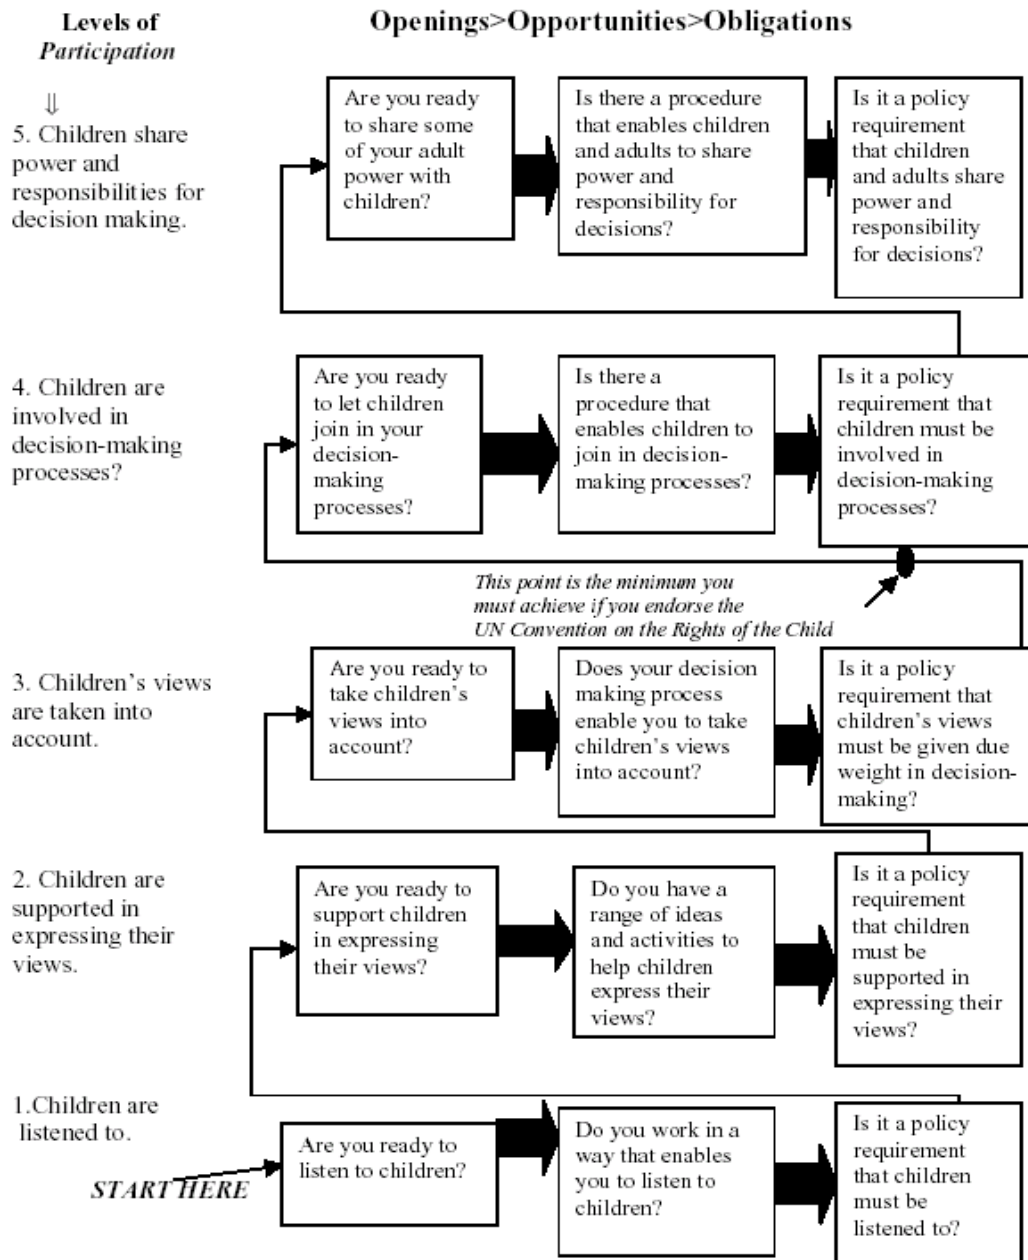 Levels of
Participation
Openings>Opportunities>Obligations
⇓
5. Children share
power and
responsibilities for
decision making.
Are you ready
to share some
of your adult
power with
children?
Is there a procedure
that enables children
and adults to share
power and
responsibility for
decisions?
Is it a policy
requirement
that children
and adults share
power and
responsibility
for decisions?
4. Children are
involved in
decision-making
processes?
Are you ready
to let children
join in your
decision-
making
processes?
Is there a
procedure that
enables children to
join in decision-
making processes?
Is it a policy
requirement that
children must be
involved in
decision-making
processes?
This point is the minimum you
must achieve if you endorse the
UN Convention on the Rights of the Child
3. Children’s views
are taken into
account.
Are you ready to
take children’s
views into
account?
Does your decision
making process
enable you to take
children’s views
into account?
Is it a policy
requirement that
children’s views
must be given due
weight in decision-
making?
2. Children are
supported in
expressing their
views.
Are you ready to
support children
in expressing
their views?
Do you have a
range of ideas
and activities to
help children
express their
views?
Is it a policy
requirement
that children
must be
supported in
expressing their
views?
1.Children are
listened to.
START HERE
Are you ready to
listen to children?
Do you work in a
way that enables
you to listen to
children?
Is it a policy
requirement
that children
must be
listened to?